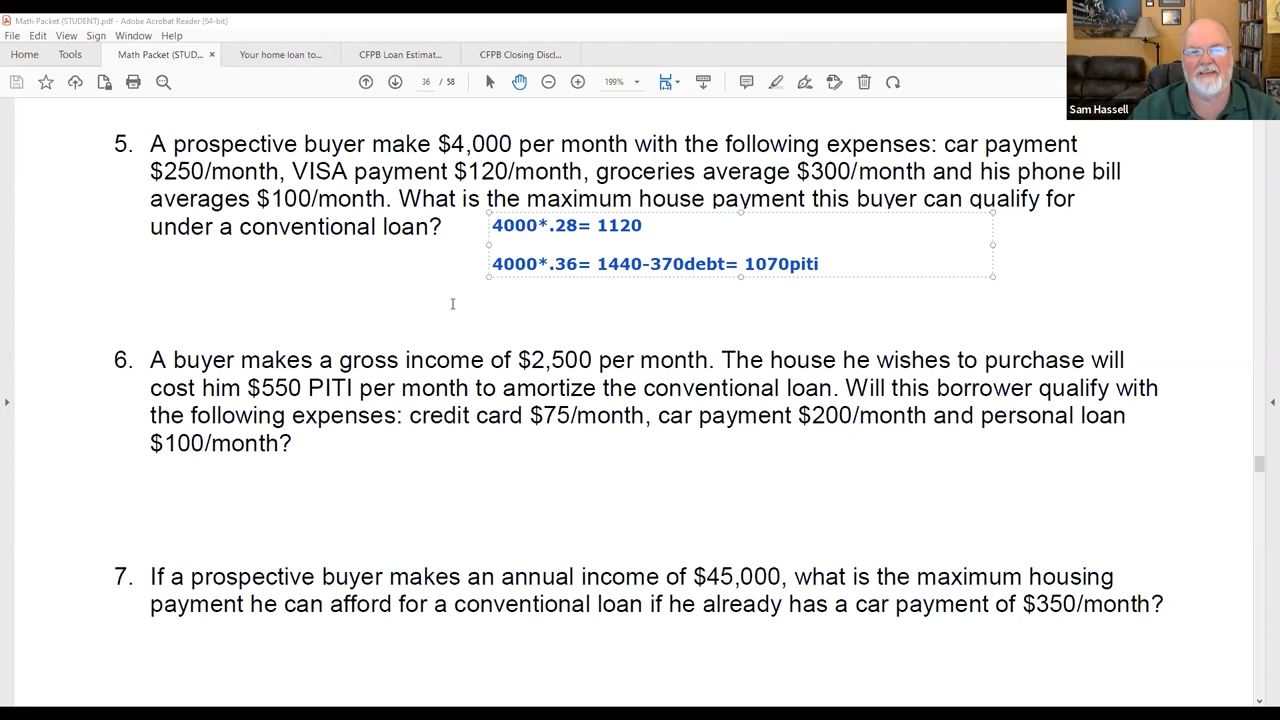 Math Packet (STUDENT).pdf - Adobe Acrobat Reader (64-bit)
File Edit View Sign Window Help
Home Tools Math Packet (STUD... × Your home loan to... CFPB Loan Estimat... CFPB Closing Discl...
36 / 58 199%
Sam Hassell
5. A prospective buyer make $4,000 per month with the following expenses: car payment
$250/month, VISA payment $120/month, groceries average $300/month and his phone bill
averages $100/month. What is the maximum house payment this buyer can qualify for
under a conventional loan?
4000*.28= 1120
4000*.36= 1440-370debt= 1070piti
6. A buyer makes a gross income of $2,500 per month. The house he wishes to purchase will
cost him $550 PITI per month to amortize the conventional loan. Will this borrower qualify with
the following expenses: credit card $75/month, car payment $200/month and personal loan
$100/month?
7. If a prospective buyer makes an annual income of $45,000, what is the maximum housing
payment he can afford for a conventional loan if he already has a car payment of $350/month?